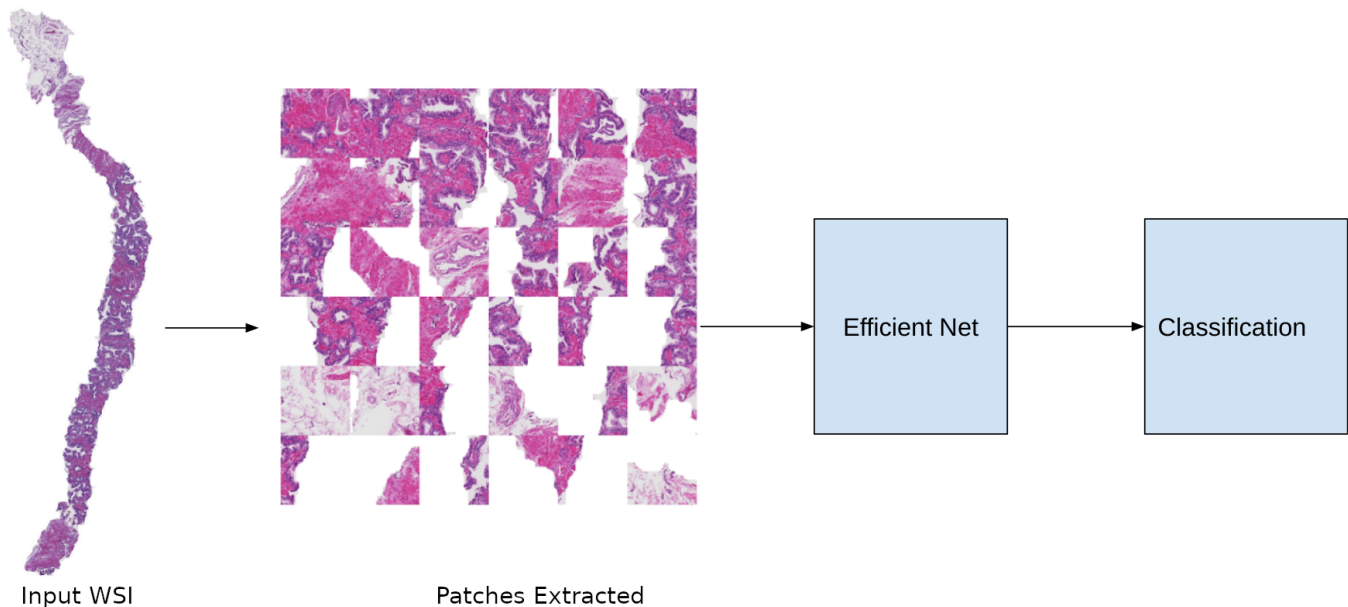 Input WSI
Patches Extracted
Efficient Net
Classification